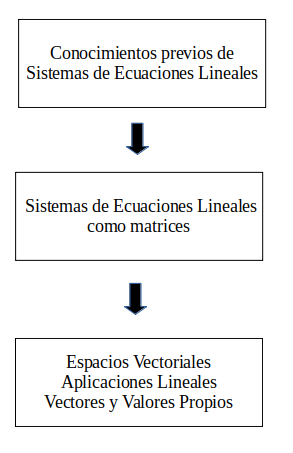 Conocimientos previos de
Sistemas de Ecuaciones Lineales
Sistemas de Ecuaciones Lineales
como matrices
Espacios Vectoriales
Aplicaciones Lineales
Vectores y Valores Propios